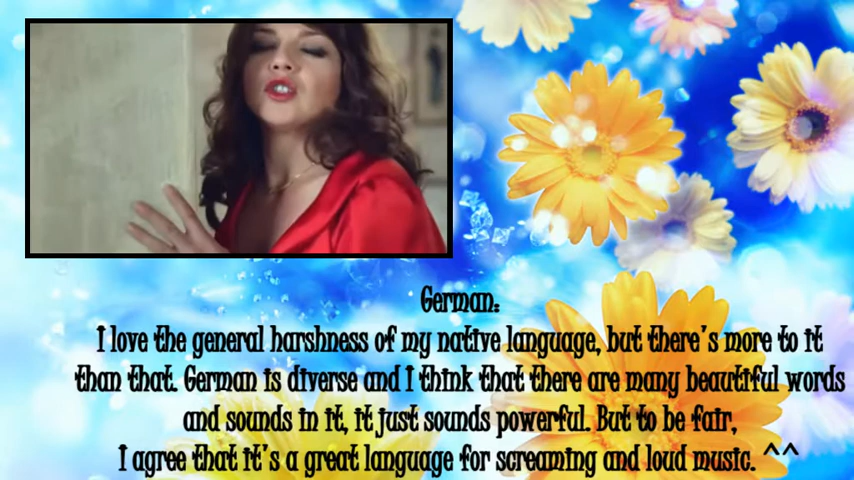 German:
I love the general harshness of my native language, but there's more to it
than that. German is diverse and I think that there are many beautiful words
and sounds in it, it just sounds powerful. But to be fair,
I agree that it's a great language for screaming and loud music. ^^